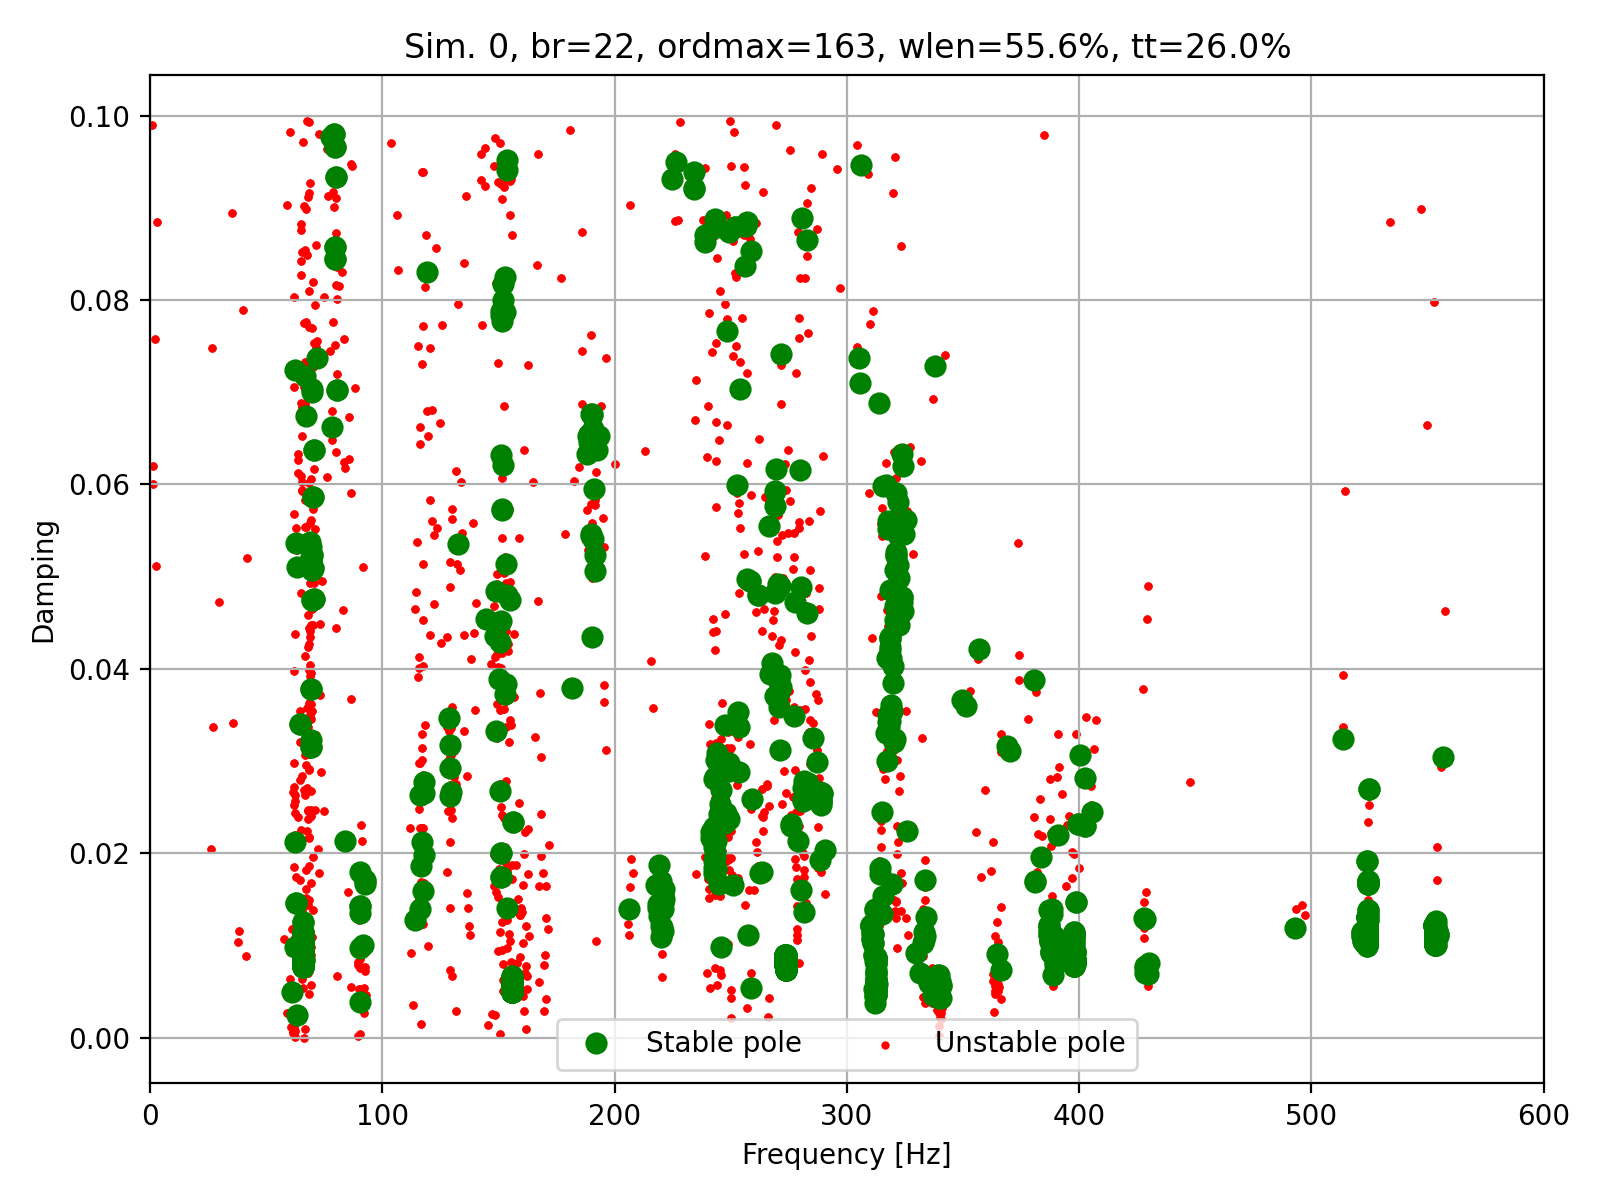 Sim. 0, br=22, ordmax=163, wlen=55.6%, tt=26.0%
0.10
0.08
0.06
0.04
0.02
0.00
Damping
Stable pole
Unstable pole
0
100
200
300
400
500
600
Frequency [Hz]